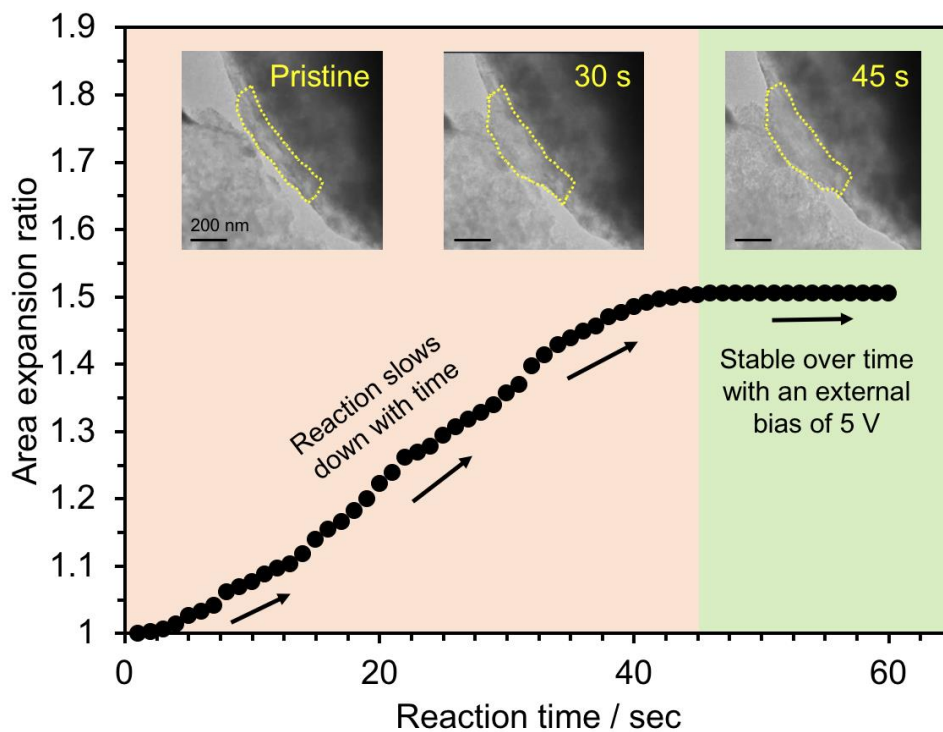 Area expansion ratio
1.9
1.8
1.7
1.6
1.5
1.4
1.3
1.2
1.1
1
Pristine
200 nm
30 s
45 s
Reaction slows
down with time
Stable over time
with an external
bias of 5 V
0
20
40
60
Reaction time / sec